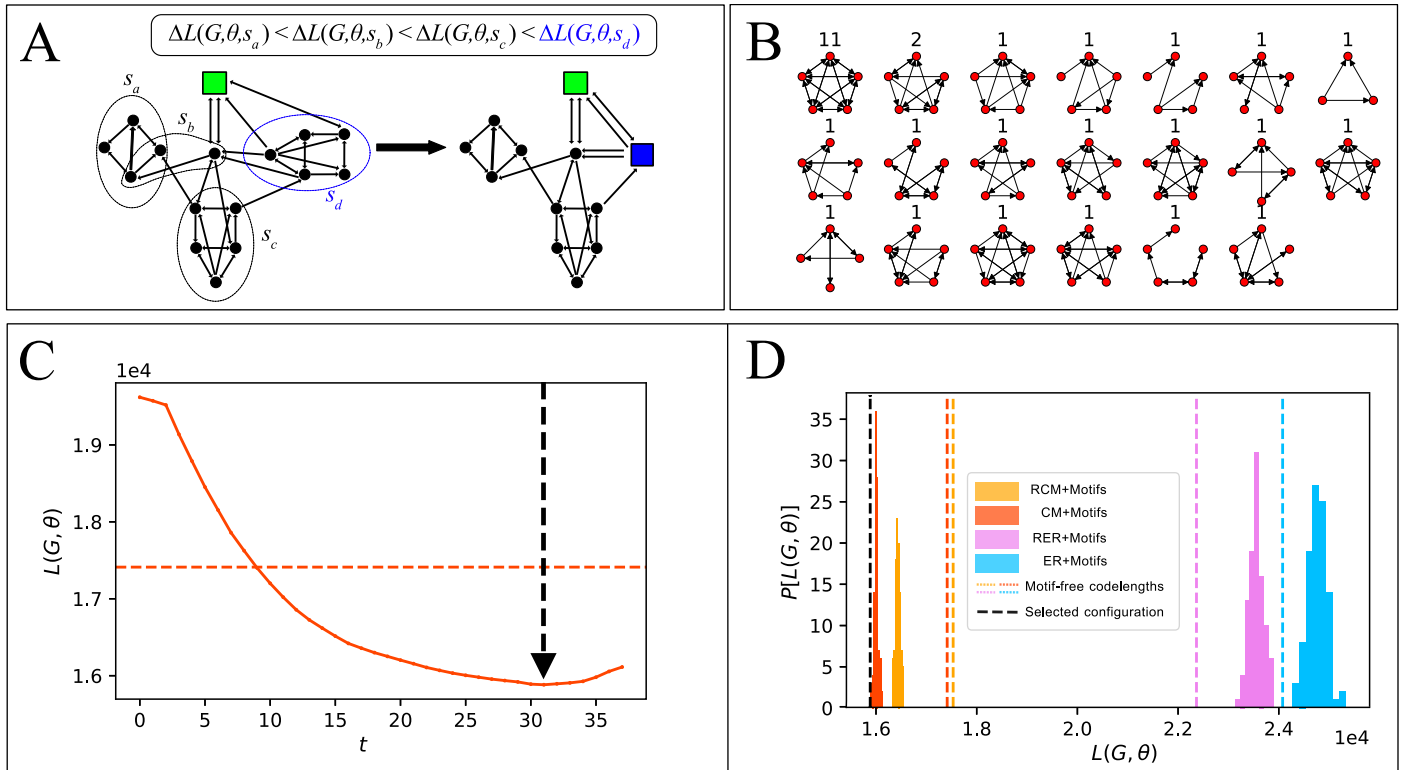 A
ΔL(G,θ,s_a) < ΔL(G,θ,s_b) < ΔL(G,θ,s_c) < ΔL(G,θ,s_d)
s_a
s_b
s_c
s_d
B
11 2 1 1 1 1 1
1 1 1 1 1 1 1
1 1 1 1 1 1
C
1e4
1.9
1.8
1.7
1.6
L(G, θ)
0 5 10 15 20 25 30 35
t
D
35
30
25
20
15
10
5
0
P[L(G, θ)]
RCM+Motifs
CM+Motifs
RER+Motifs
ER+Motifs
Motif-free codelengths
Selected configuration
1.6 1.8 2.0 2.2 2.4
1e4
L(G, θ)